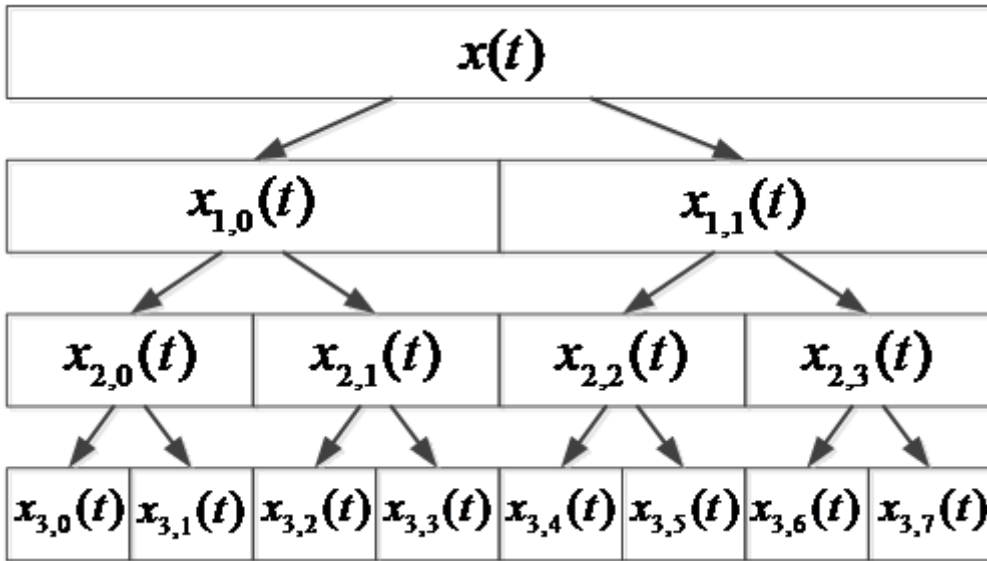 x(t)
x1,0(t) x1,1(t)
x2,0(t) x2,1(t) x2,2(t) x2,3(t)
x3,0(t) x3,1(t) x3,2(t) x3,3(t) x3,4(t) x3,5(t) x3,6(t) x3,7(t)